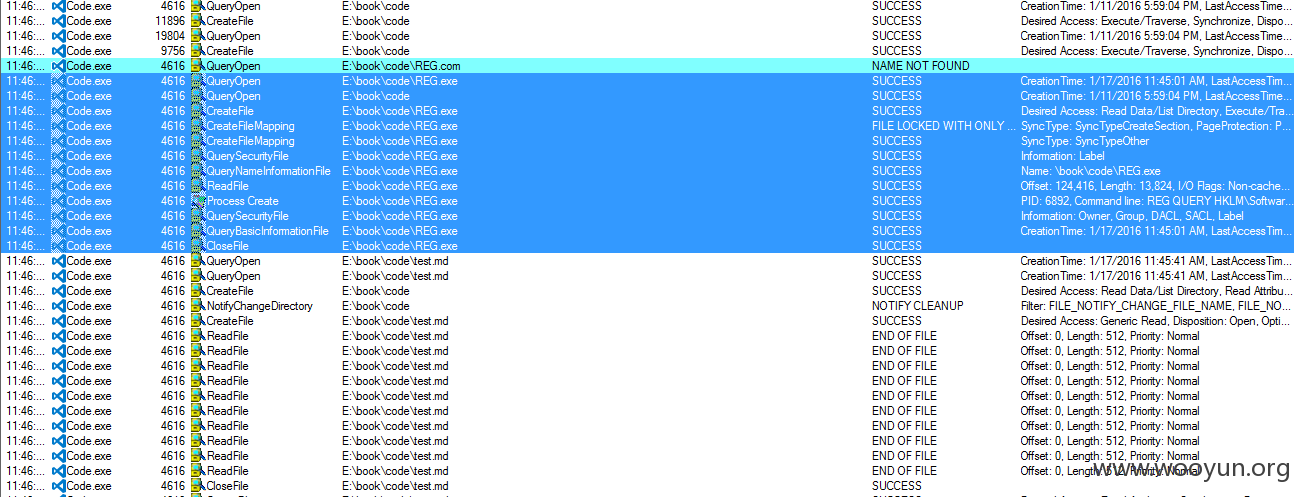 11:46:... Code.exe 4616 QueryOpen E:\book\code SUCCESS CreationTime: 1/11/2016 5:59:04 PM, LastAccessTime...
11:46:... Code.exe 11896 CreateFile E:\book\code SUCCESS Desired Access: Execute/Traverse, Synchronize, Dispo...
11:46:... Code.exe 19804 QueryOpen E:\book\code SUCCESS CreationTime: 1/11/2016 5:59:04 PM, LastAccessTime...
11:46:... Code.exe 9756 CreateFile E:\book\code SUCCESS Desired Access: Execute/Traverse, Synchronize, Dispo...
11:46:... Code.exe 4616 QueryOpen E:\book\code\REG.com NAME NOT FOUND
11:46:... Code.exe 4616 QueryOpen E:\book\code\REG.exe SUCCESS CreationTime: 1/17/2016 11:45:01 AM, LastAccessTim...
11:46:... Code.exe 4616 QueryOpen E:\book\code SUCCESS CreationTime: 1/11/2016 5:59:04 PM, LastAccessTime...
11:46:... Code.exe 4616 CreateFile E:\book\code\REG.exe SUCCESS Desired Access: Read Data/List Directory, Execute/Tra...
11:46:... Code.exe 4616 CreateFileMapping E:\book\code\REG.exe FILE LOCKED WITH ONLY ... SyncType: SyncTypeCreateSection, PageProtection: P...
11:46:... Code.exe 4616 CreateFileMapping E:\book\code\REG.exe SUCCESS SyncType: SyncTypeOther
11:46:... Code.exe 4616 QuerySecurityFile E:\book\code\REG.exe SUCCESS Information: Label
11:46:... Code.exe 4616 QueryNameInformationFile E:\book\code\REG.exe SUCCESS Name: \book\code\REG.exe
11:46:... Code.exe 4616 ReadFile E:\book\code\REG.exe SUCCESS Offset: 124,416, Length: 13,824, I/O Flags: Non-cache...
11:46:... Code.exe 4616 Process Create E:\book\code\REG.exe SUCCESS PID: 6892, Command line: REG QUERY HKLM\Softwar...
11:46:... Code.exe 4616 QuerySecurityFile E:\book\code\REG.exe SUCCESS Information: Owner, Group, DACL, SACL, Label
11:46:... Code.exe 4616 QueryBasicInformationFile E:\book\code\REG.exe SUCCESS CreationTime: 1/17/2016 11:45:01 AM, LastAccessTim...
11:46:... Code.exe 4616 CloseFile E:\book\code\REG.exe SUCCESS
11:46:... Code.exe 4616 QueryOpen E:\book\code\test.md SUCCESS CreationTime: 1/17/2016 11:45:41 AM, LastAccessTim...
11:46:... Code.exe 4616 QueryOpen E:\book\code\test.md SUCCESS CreationTime: 1/17/2016 11:45:41 AM, LastAccessTim...
11:46:... Code.exe 4616 CreateFile E:\book\code SUCCESS Desired Access: Read Data/List Directory, Read Attribu...
11:46:... Code.exe 4616 NotifyChangeDirectory E:\book\code NOTIFY CLEANUP Filter: FILE_NOTIFY_CHANGE_FILE_NAME, FILE_NO...
11:46:... Code.exe 4616 CreateFile E:\book\code\test.md SUCCESS Desired Access: Generic Read, Disposition: Open, Opti...
11:46:... Code.exe 4616 ReadFile E:\book\code\test.md END OF FILE Offset: 0, Length: 512, Priority: Normal
11:46:... Code.exe 4616 ReadFile E:\book\code\test.md END OF FILE Offset: 0, Length: 512, Priority: Normal
11:46:... Code.exe 4616 ReadFile E:\book\code\test.md END OF FILE Offset: 0, Length: 512, Priority: Normal
11:46:... Code.exe 4616 ReadFile E:\book\code\test.md END OF FILE Offset: 0, Length: 512, Priority: Normal
11:46:... Code.exe 4616 ReadFile E:\book\code\test.md END OF FILE Offset: 0, Length: 512, Priority: Normal
11:46:... Code.exe 4616 ReadFile E:\book\code\test.md END OF FILE Offset: 0, Length: 512, Priority: Normal
11:46:... Code.exe 4616 ReadFile E:\book\code\test.md END OF FILE Offset: 0, Length: 512, Priority: Normal
11:46:... Code.exe 4616 ReadFile E:\book\code\test.md END OF FILE Offset: 0, Length: 512, Priority: Normal
11:46:... Code.exe 4616 ReadFile E:\book\code\test.md END OF FILE Offset: 0, Length: 512, Priority: Normal
11:46:... Code.exe 4616 ReadFile E:\book\code\test.md END OF FILE Offset: 0, Length: 512, Priority: Normal
11:46:... Code.exe 4616 CloseFile E:\book\code\test.md SUCCESS
www.wooyun.org